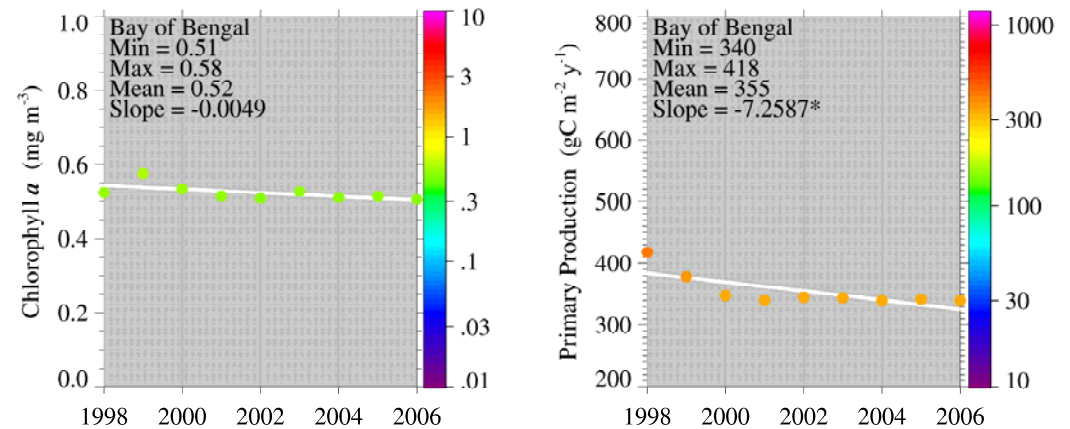 Chlorophyll a (mg m⁻³)
1.0
0.8
0.6
0.4
0.2
0.0
Bay of Bengal
Min = 0.51
Max = 0.58
Mean = 0.52
Slope = -0.0049
1998 2000 2002 2004 2006
10
3
1
.3
.1
.03
.01
Primary Production (gC m⁻² y⁻¹)
800
700
600
500
400
300
200
Bay of Bengal
Min = 340
Max = 418
Mean = 355
Slope = -7.2587*
1998 2000 2002 2004 2006
1000
300
100
30
10